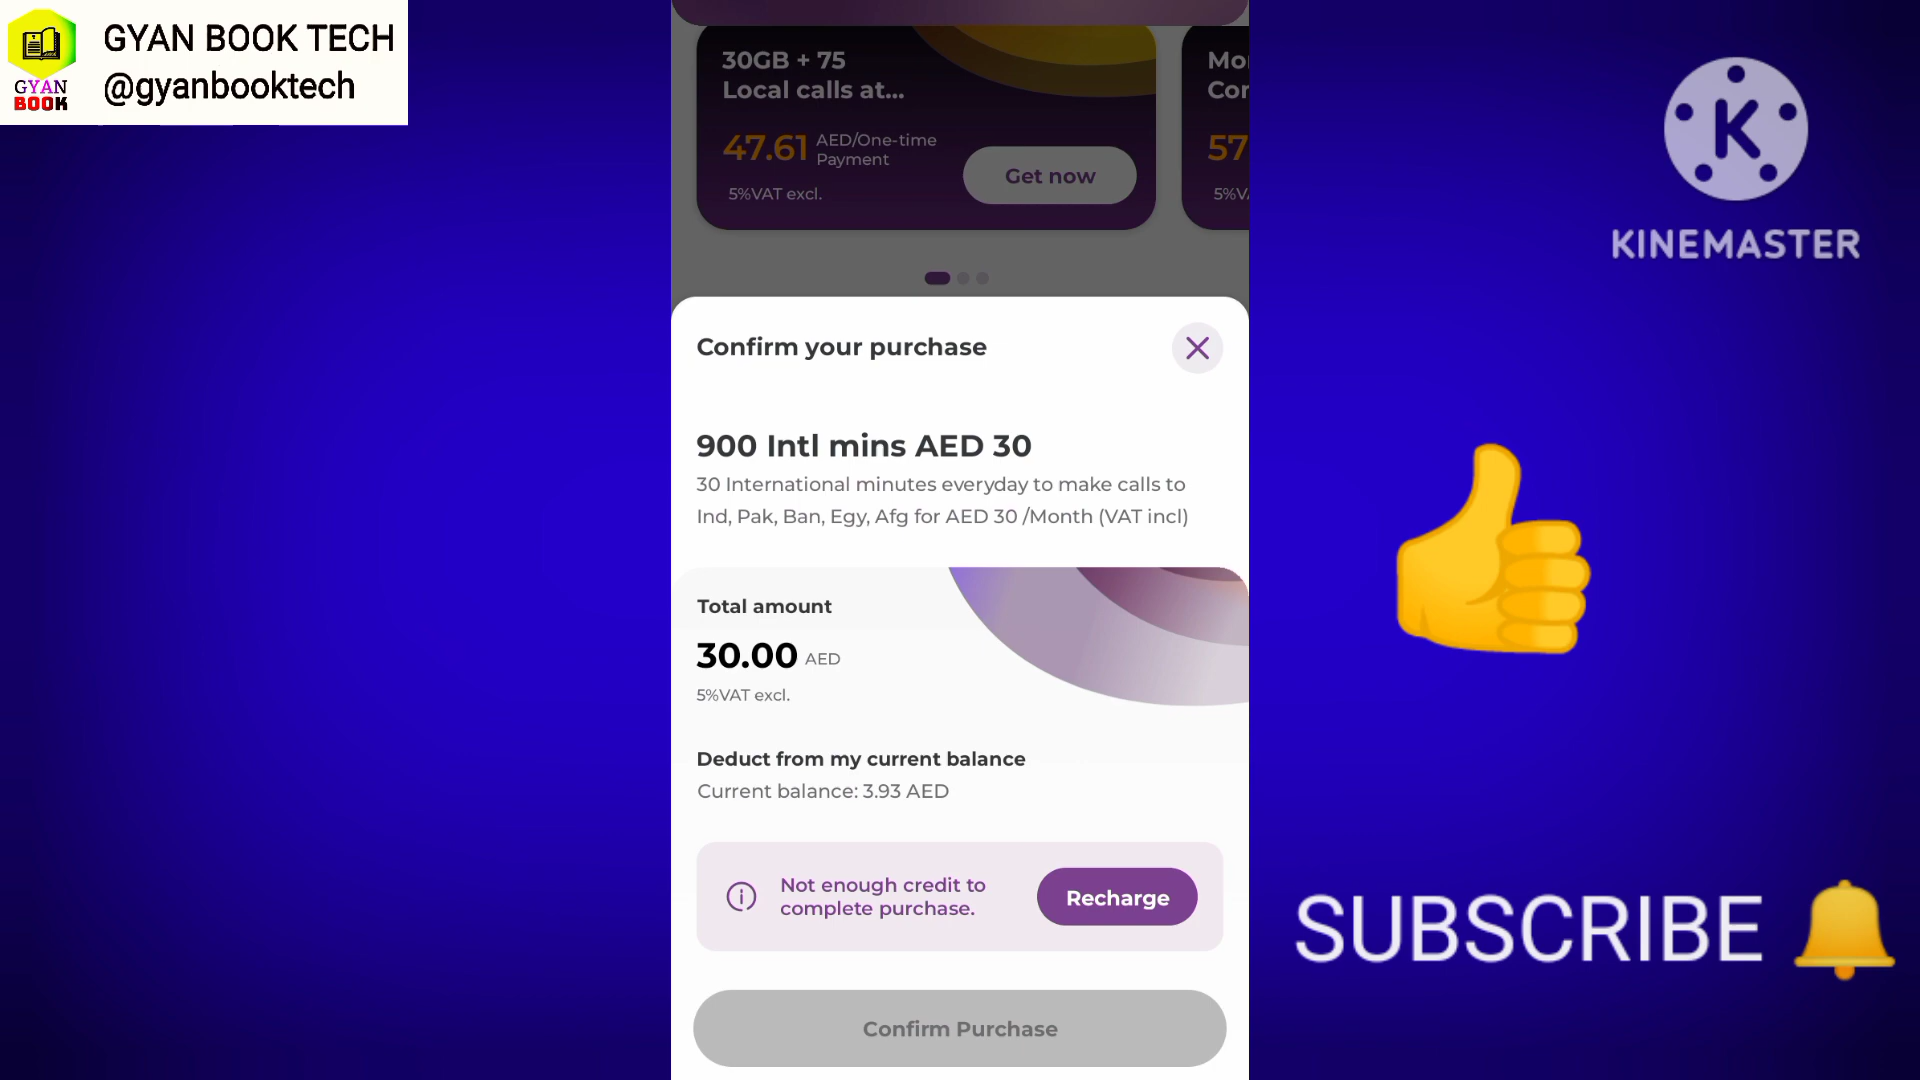 GYAN BOOK TECH
@gyanbooktech
GYAN
BOOK
KINEMASTER
30GB + 75
Local calls at...
47.61 AED/One-time
Payment
5%VAT excl.
Get now
Mo
Cor
57
5%V
Confirm your purchase
900 Intl mins AED 30
30 International minutes everyday to make calls to
Ind, Pak, Ban, Egy, Afg for AED 30 /Month (VAT incl)
Total amount
30.00 AED
5%VAT excl.
Deduct from my current balance
Current balance: 3.93 AED
Not enough credit to
complete purchase.
Recharge
Confirm Purchase
SUBSCRIBE